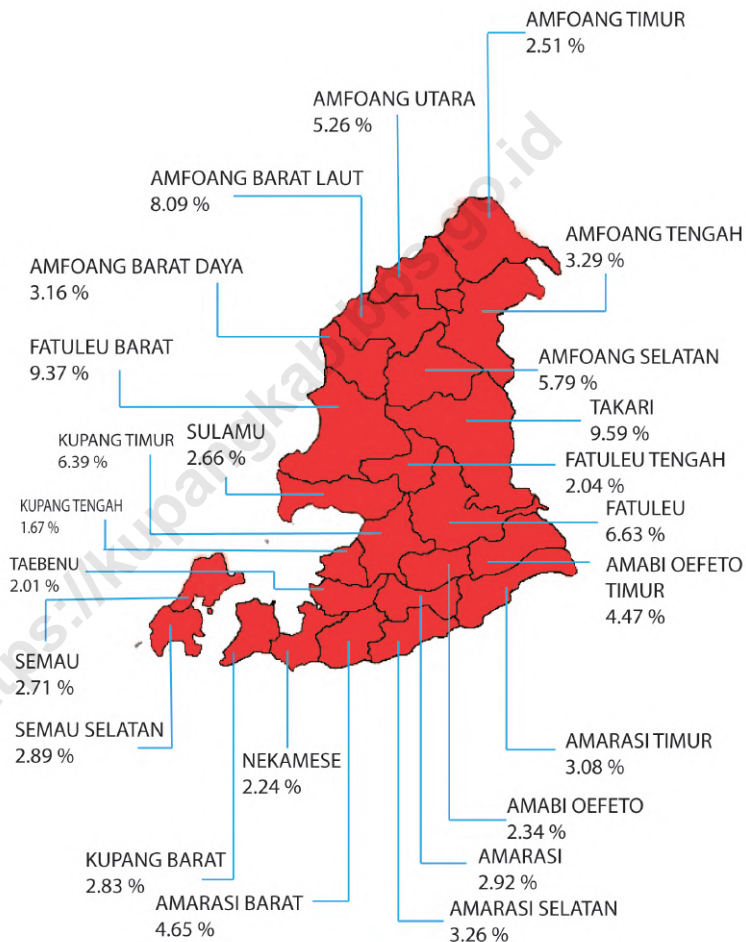 AMFOANG TIMUR
2.51 %
AMFOANG UTARA
5.26 %
AMFOANG BARAT LAUT
8.09 %
AMFOANG TENGAH
3.29 %
AMFOANG BARAT DAYA
3.16 %
FATULEU BARAT
9.37 %
AMFOANG SELATAN
5.79 %
TAKARI
9.59 %
KUPANG TIMUR
6.39 %
SULAMU
2.66 %
FATULEU TENGAH
2.04 %
KUPANG TENGAH
1.67 %
FATULEU
6.63 %
TAEBENU
2.01 %
AMABI OEFETO
TIMUR
4.47 %
SEMAU
2.71 %
SEMAU SELATAN
2.89 %
NEKAMESE
2.24 %
AMARASI TIMUR
3.08 %
AMABI OEFETO
2.34 %
KUPANG BARAT
2.83 %
AMARASI
2.92 %
AMARASI BARAT
4.65 %
AMARASI SELATAN
3.26 %
https://kupangkab.bps.go.id